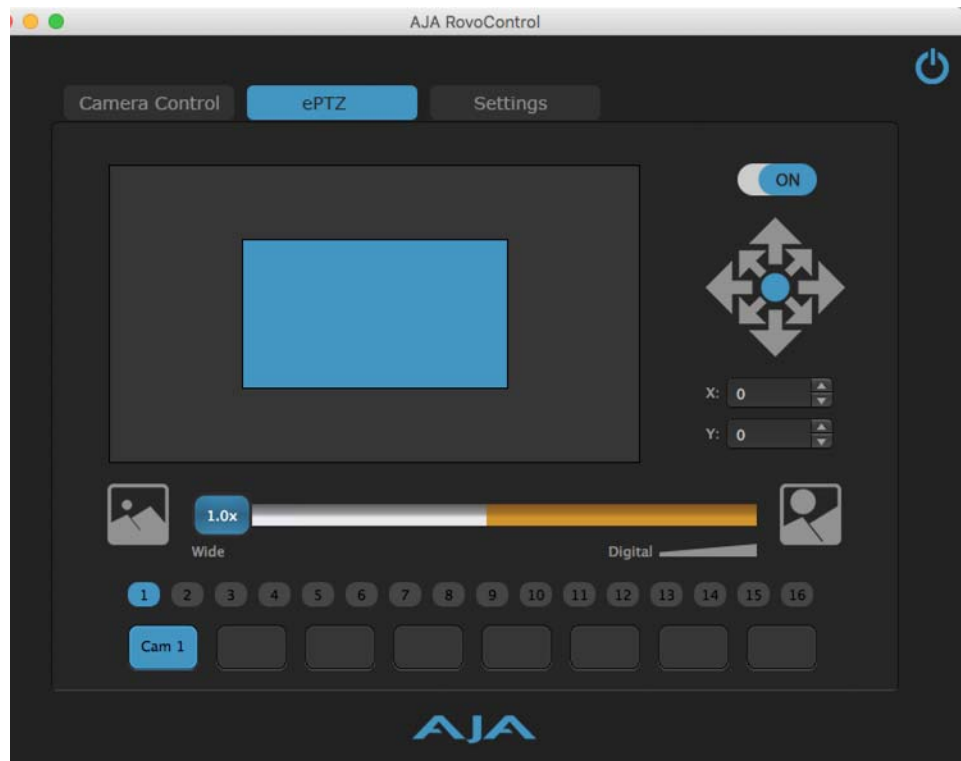 AJA RovoControl
Camera Control ePTZ Settings
ON
X: 0
Y: 0
1.0x
Wide Digital
1 2 3 4 5 6 7 8 9 10 11 12 13 14 15 16
Cam 1
AJA